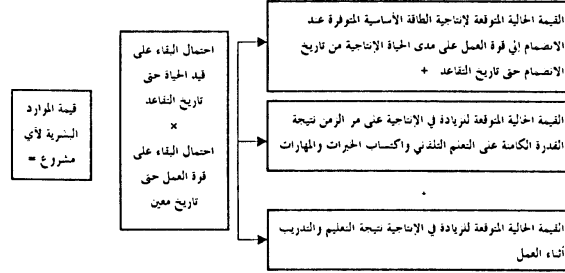 قيمة الموارد
البشرية لأي
مشروع =
احتمال البقاء على
قيد الحياة حتى
تاريخ التقاعد
×
احتمال البقاء على
قوة العمل حتى
تاريخ معين
القيمة الحالية المتوقعة لإنتاجية الطاقة الأساسية المتوفرة عند
الانضمام إلي قوة العمل على مدى الحياة الإنتاجية من تاريخ
الانضمام حتى تاريخ التقاعد +
القيمة الحالية المتوقعة للزيادة في الإنتاجية على مر الزمن نتيجة
القدرة الكامنة على التعلم التلقائي واكتساب الخبرات والمهارات
+
القيمة الحالية المتوقعة للزيادة في الإنتاجية نتيجة التعليم والتدريب
أثناء العمل